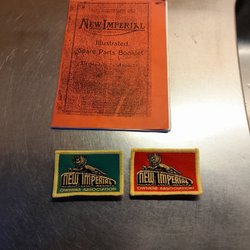 New Imperial
Illustrated
Spare Parts Booklet
NEW IMPERIAL
OWNERS ASSOCIATION
NEW IMPERIAL
OWNERS ASSOCIATION